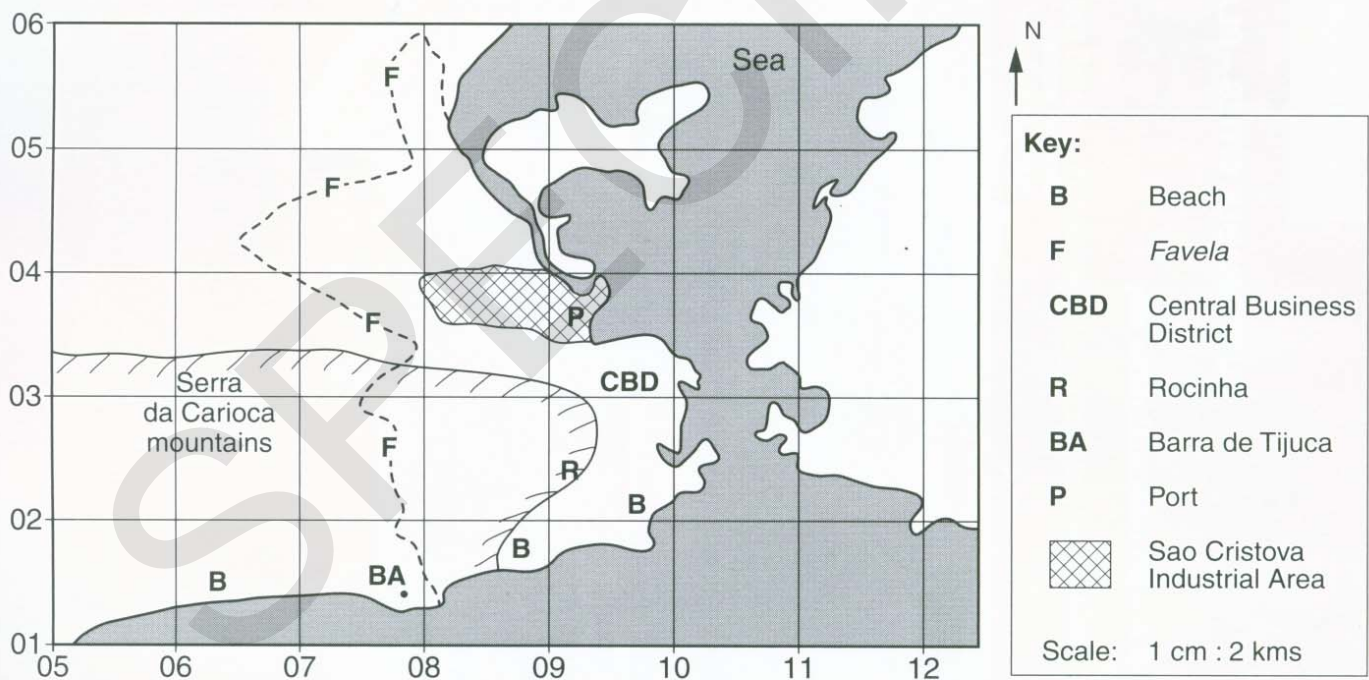 06
05
04
03
02
01
05 06 07 08 09 10 11 12
Sea
F
F
F
F
P
CBD
Serra
da Carioca
mountains
R
B
B
BA
B
N
Key:
B Beach
F Favela
CBD Central Business
District
R Rocinha
BA Barra de Tijuca
P Port
Sao Cristova
Industrial Area
Scale: 1 cm : 2 kms